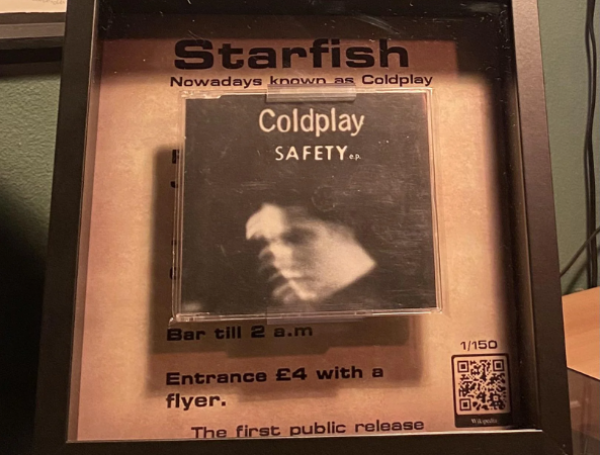 Starfish
Nowadays known as Coldplay
Coldplay
SAFETY e.p.
Bar till 2 a.m
Entrance £4 with a
flyer.
1/150
Wikipedia
The first public release